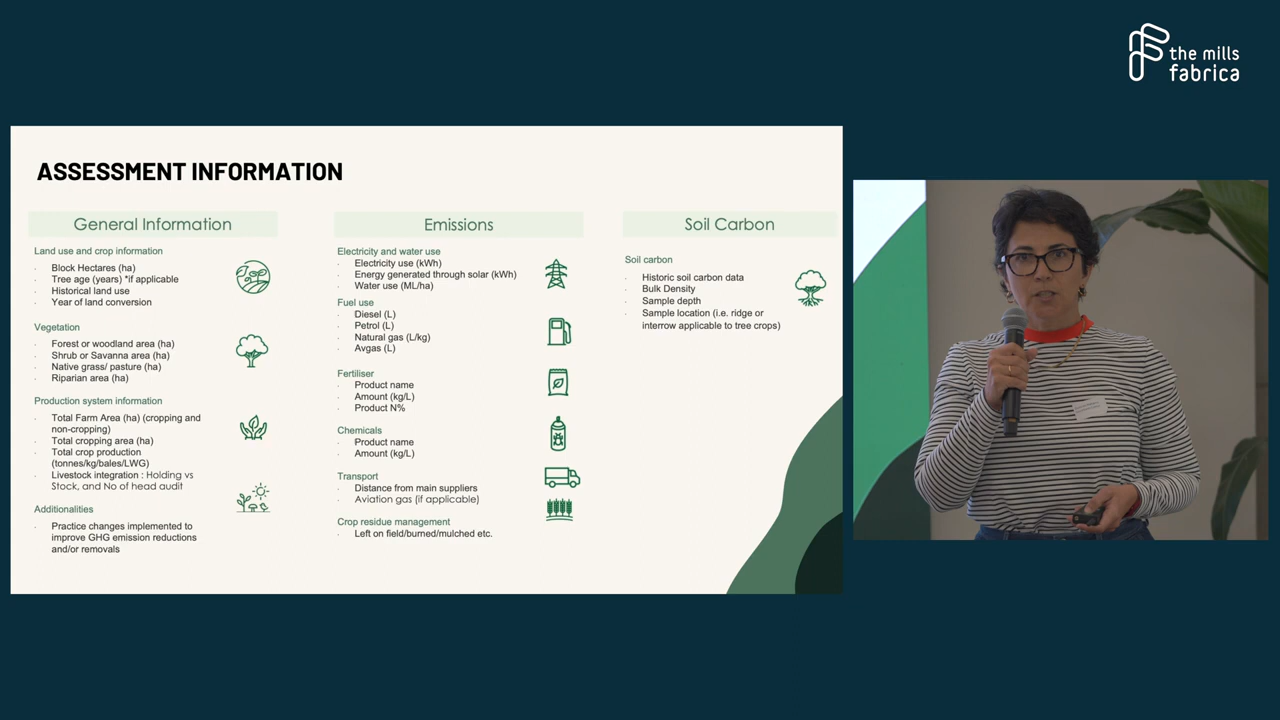 the mills
fabrica
ASSESSMENT INFORMATION
General Information
Land use and crop information
Block Hectares (ha)
Tree age (years) *if applicable
Historical land use
Year of land conversion
Vegetation
Forest or woodland area (ha)
Shrub or Savanna area (ha)
Native grass/ pasture (ha)
Riparian area (ha)
Production system information
Total Farm Area (ha) (cropping and
non-cropping)
Total cropping area (ha)
Total crop production
(tonnes/kg/bales/LWG)
Livestock integration : Holding vs
Stock, and No of head audit
Additionalities
Practice changes implemented to
improve GHG emission reductions
and/or removals
Emissions
Electricity and water use
Electricity use (kWh)
Energy generated through solar (kWh)
Water use (ML/ha)
Fuel use
Diesel (L)
Petrol (L)
Natural gas (L/kg)
Avgas (L)
Fertiliser
Product name
Amount (kg/L)
Product N%
Chemicals
Product name
Amount (kg/L)
Transport
Distance from main suppliers
Aviation gas (if applicable)
Crop residue management
Left on field/burned/mulched etc.
Soil Carbon
Soil carbon
Historic soil carbon data
Bulk Density
Sample depth
Sample location (i.e. ridge or
interrow applicable to tree crops)